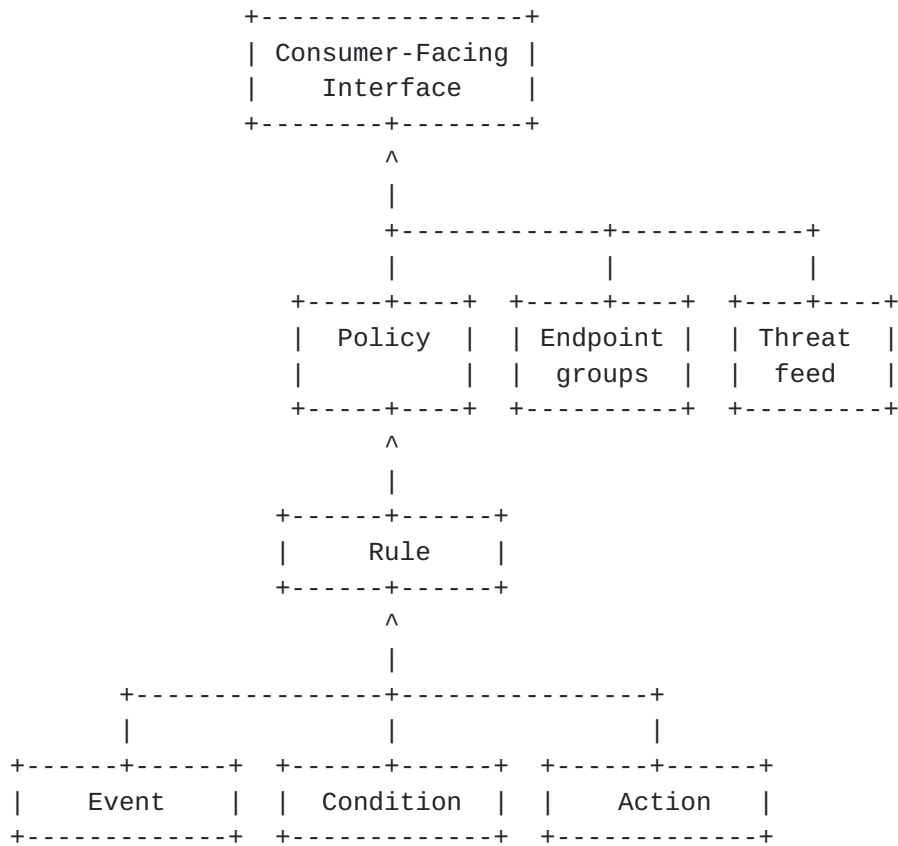 Consumer-Facing
Interface
Policy
Endpoint
groups
Threat
feed
Rule
Event
Condition
Action